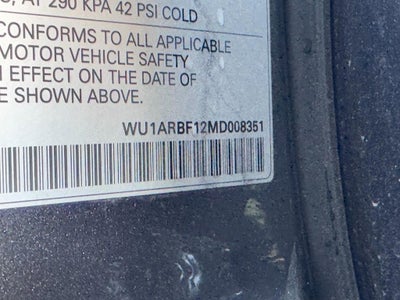 AT 290 KPA 42 PSI COLD
CONFORMS TO ALL APPLICABLE
MOTOR VEHICLE SAFETY
EFFECT ON THE DATE OF
SHOWN ABOVE.
WU1ARBF12MD008351